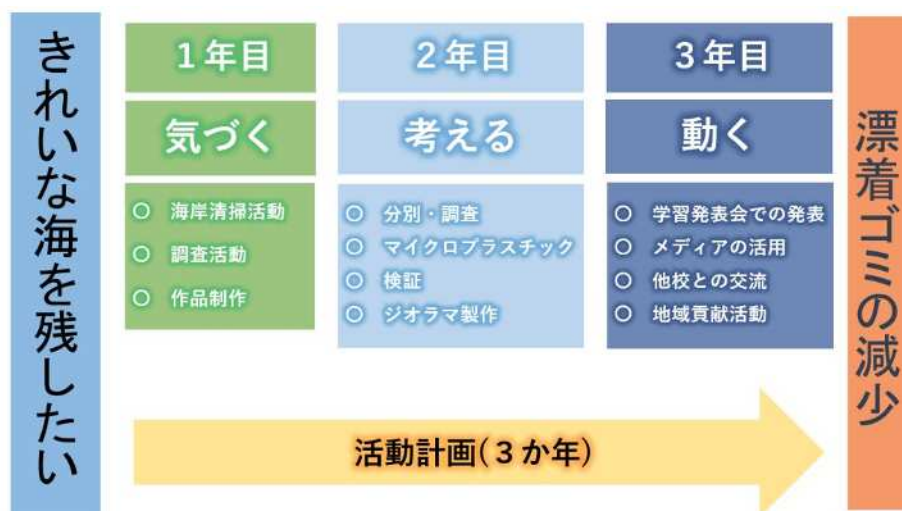 きれいな海を残したい
1年目
気づく
○ 海岸清掃活動
○ 調査活動
○ 作品制作
2年目
考える
○ 分別・調査
○ マイクロプラスチック
○ 検証
○ ジオラマ製作
3年目
動く
○ 学習発表会での発表
○ メディアの活用
○ 他校との交流
○ 地域貢献活動
活動計画(3か年)
漂着ゴミの減少